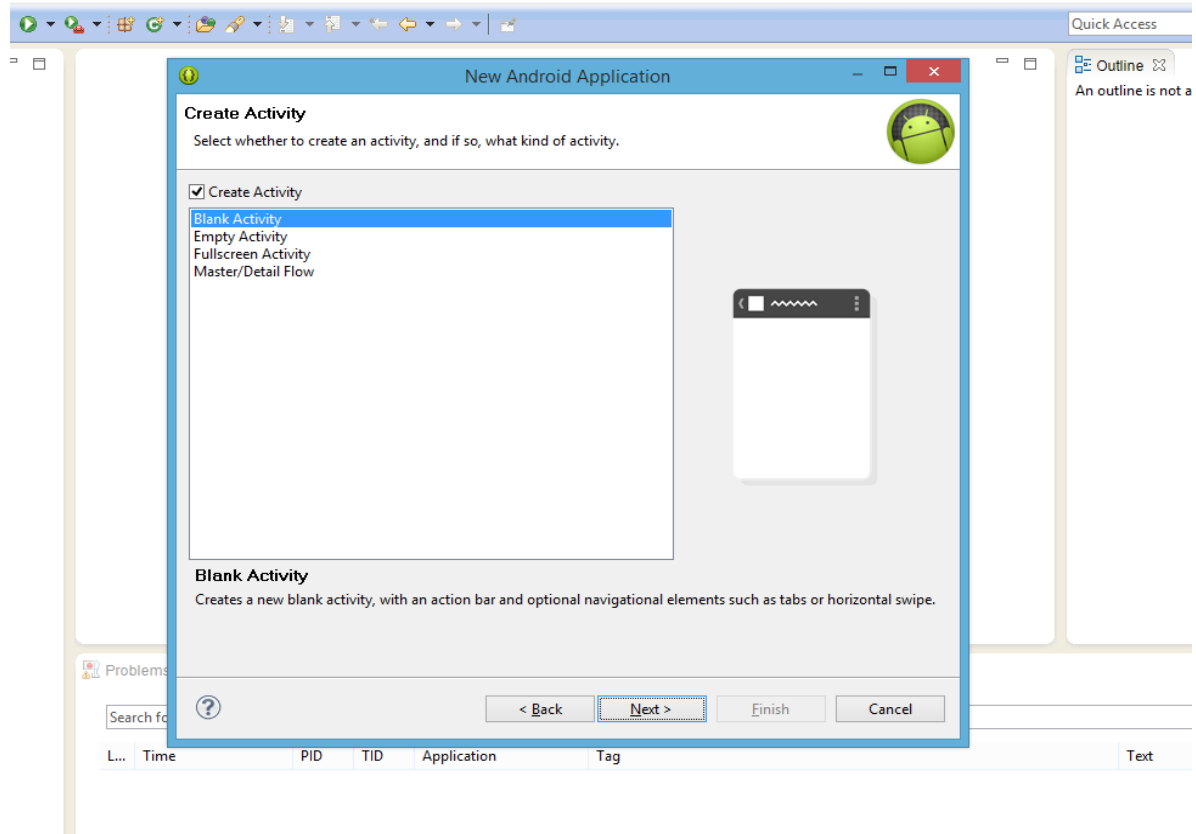 Quick Access
New Android Application
Outline
An outline is not a
Create Activity
Select whether to create an activity, and if so, what kind of activity.
Create Activity
Blank Activity
Empty Activity
Fullscreen Activity
Master/Detail Flow
Blank Activity
Creates a new blank activity, with an action bar and optional navigational elements such as tabs or horizontal swipe.
Problems
< Back
Next >
Finish
Cancel
Search fo
L... Time PID TID Application Tag Text